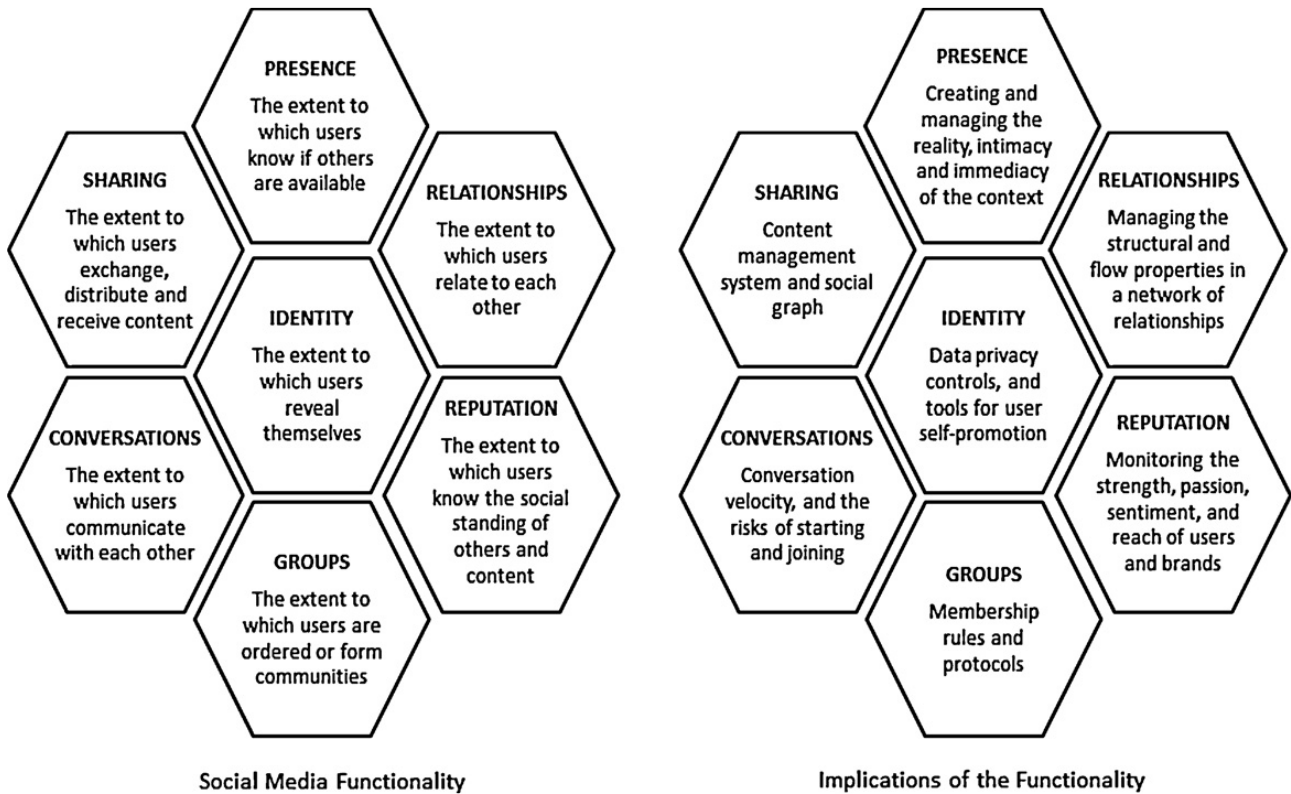 PRESENCE
The extent to
which users
know if others
are available
SHARING
The extent to
which users
exchange,
distribute and
receive content
RELATIONSHIPS
The extent to
which users
relate to each
other
IDENTITY
The extent to
which users
reveal
themselves
CONVERSATIONS
The extent to
which users
communicate
with each other
REPUTATION
The extent to
which users
know the social
standing of
others and
content
GROUPS
The extent to
which users are
ordered or form
communities
Social Media Functionality
PRESENCE
Creating and
managing the
reality, intimacy
and immediacy
of the context
SHARING
Content
management
system and social
graph
RELATIONSHIPS
Managing the
structural and
flow properties in
a network of
relationships
IDENTITY
Data privacy
controls, and
tools for user
self-promotion
CONVERSATIONS
Conversation
velocity, and the
risks of starting
and joining
REPUTATION
Monitoring the
strength, passion,
sentiment, and
reach of users
and brands
GROUPS
Membership
rules and
protocols
Implications of the Functionality